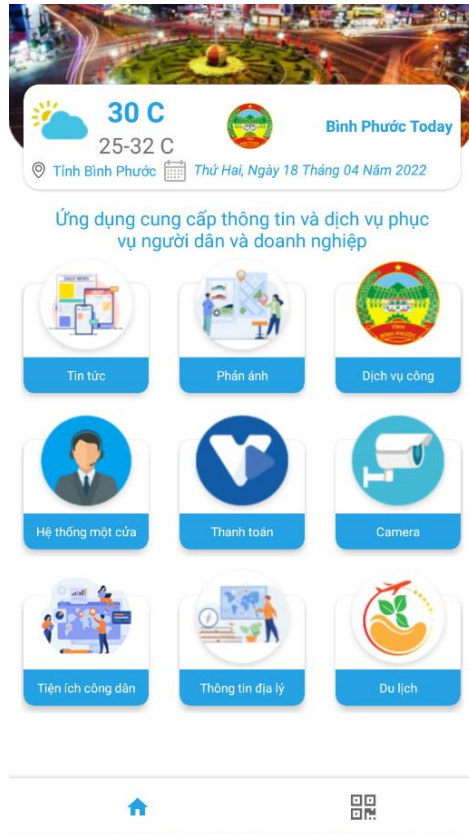 30 C
25-32 C
Bình Phước Today
Tỉnh Bình Phước
Thứ Hai, Ngày 18 Tháng 04 Năm 2022
Ứng dụng cung cấp thông tin và dịch vụ phục
vụ người dân và doanh nghiệp
Tin tức
Phản ánh
TỈNH
BÌNH PHƯỚC
Dịch vụ công
Hệ thống một cửa
Thanh toán
Camera
Tiện ích công dân
Thông tin địa lý
Du lịch